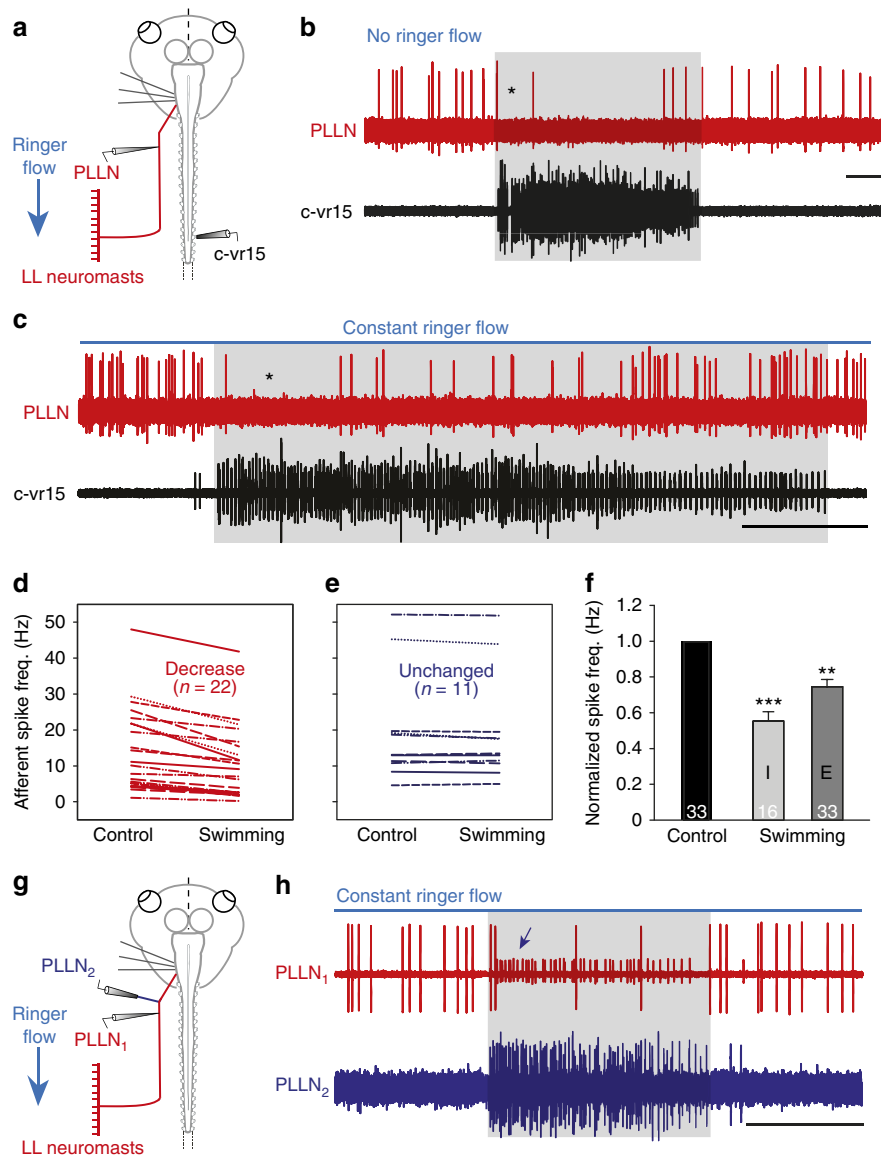 a
Ringer
flow
PLLN
LL neuromasts
c-vr15
b
No ringer flow
*
PLLN
c-vr15
c
Constant ringer flow
*
PLLN
c-vr15
d
Afferent spike freq. (Hz)
50
40
30
20
10
0
Decrease
(n = 22)
Control
Swimming
e
Unchanged
(n = 11)
Control
Swimming
f
Normalized spike freq. (Hz)
1.2
1.0
0.8
0.6
0.4
0.2
0
***
**
I
E
33
16
33
Control
Swimming
g
PLLN2
Ringer
flow
PLLN1
LL neuromasts
h
Constant ringer flow
PLLN1
PLLN2